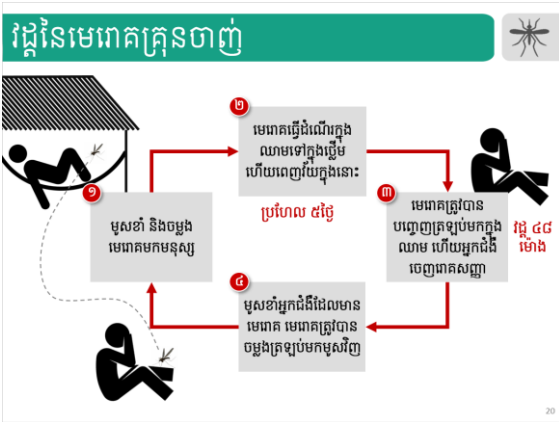 វដ្តនៃមេរោគគ្រុនចាញ់
២
មេរោគធ្វើដំណើរក្នុង
ឈាមទៅក្នុងថ្លើម
ហើយពេញវ័យក្នុងនោះ
ប្រហែល ៥ថ្ងៃ
១
មូសខាំ និងចម្លង
មេរោគមកមនុស្ស
៣
មេរោគត្រូវបាន
បញ្ចេញត្រឡប់មកក្នុង
ឈាម ហើយអ្នកជំងឺ
ចេញរោគសញ្ញា
វដ្ត ៤៨
ម៉ោង
៤
មូសខាំអ្នកជំងឺដែលមាន
មេរោគ មេរោគត្រូវបាន
ចម្លងត្រឡប់មកមូសវិញ
20